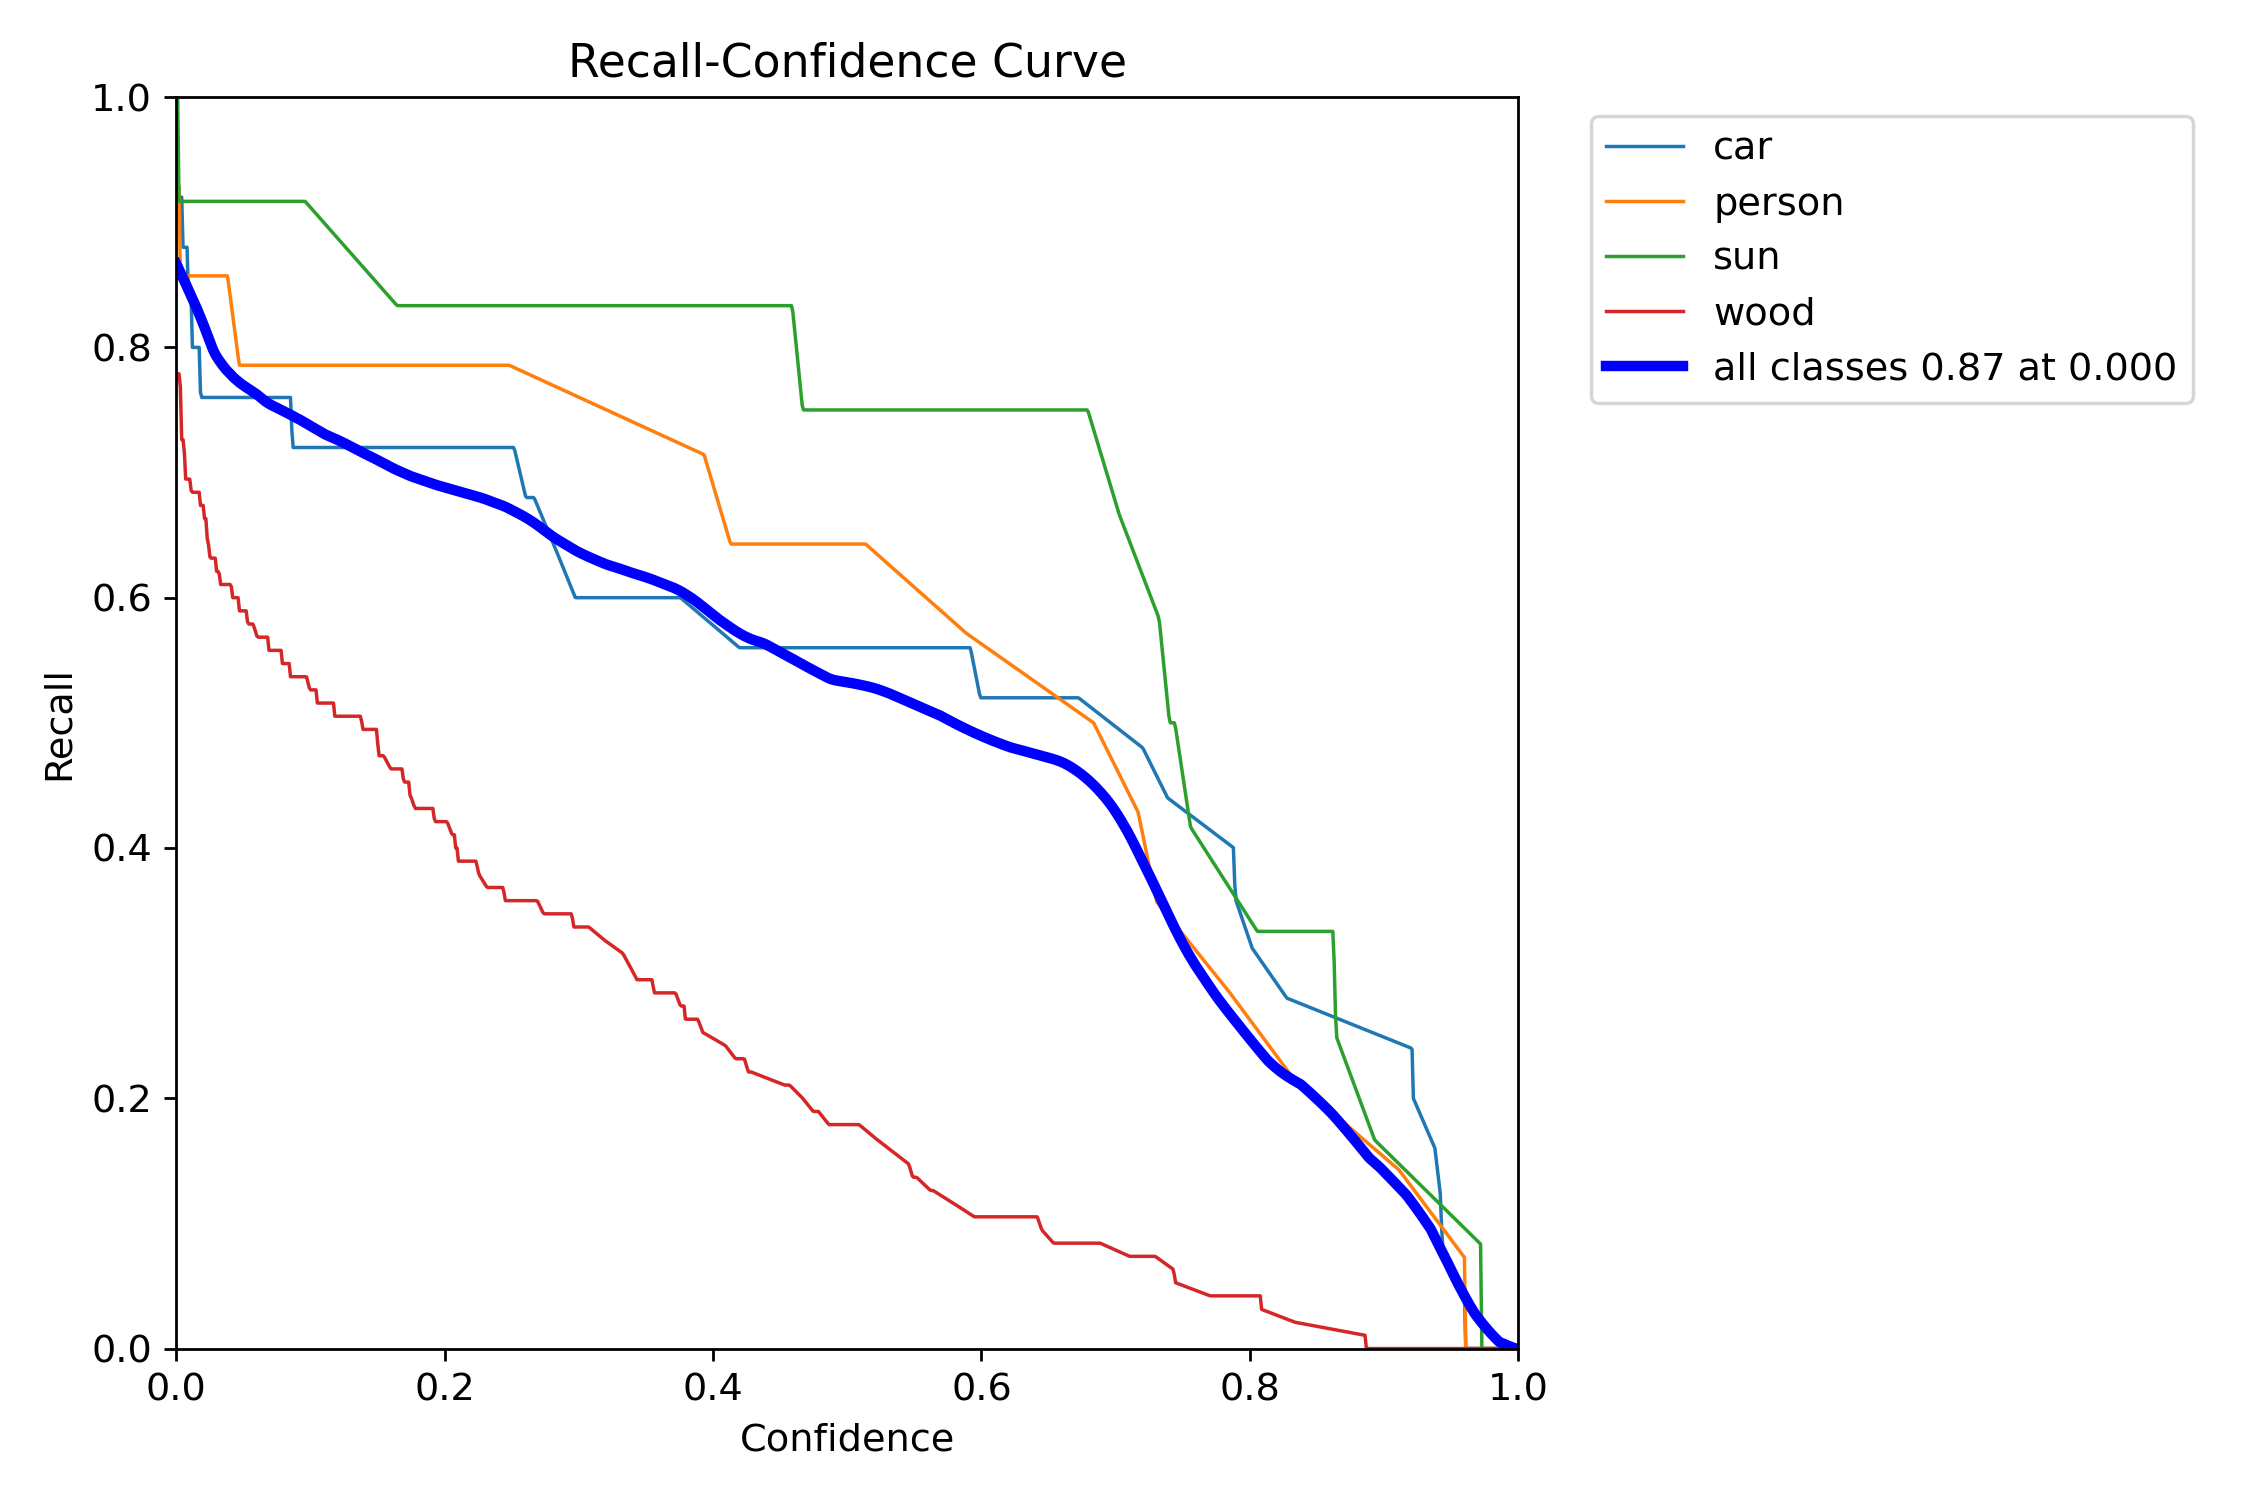 Recall-Confidence Curve
1.0
0.8
0.6
0.4
0.2
0.0
Recall
0.0 0.2 0.4 0.6 0.8 1.0
Confidence
car
person
sun
wood
all classes 0.87 at 0.000